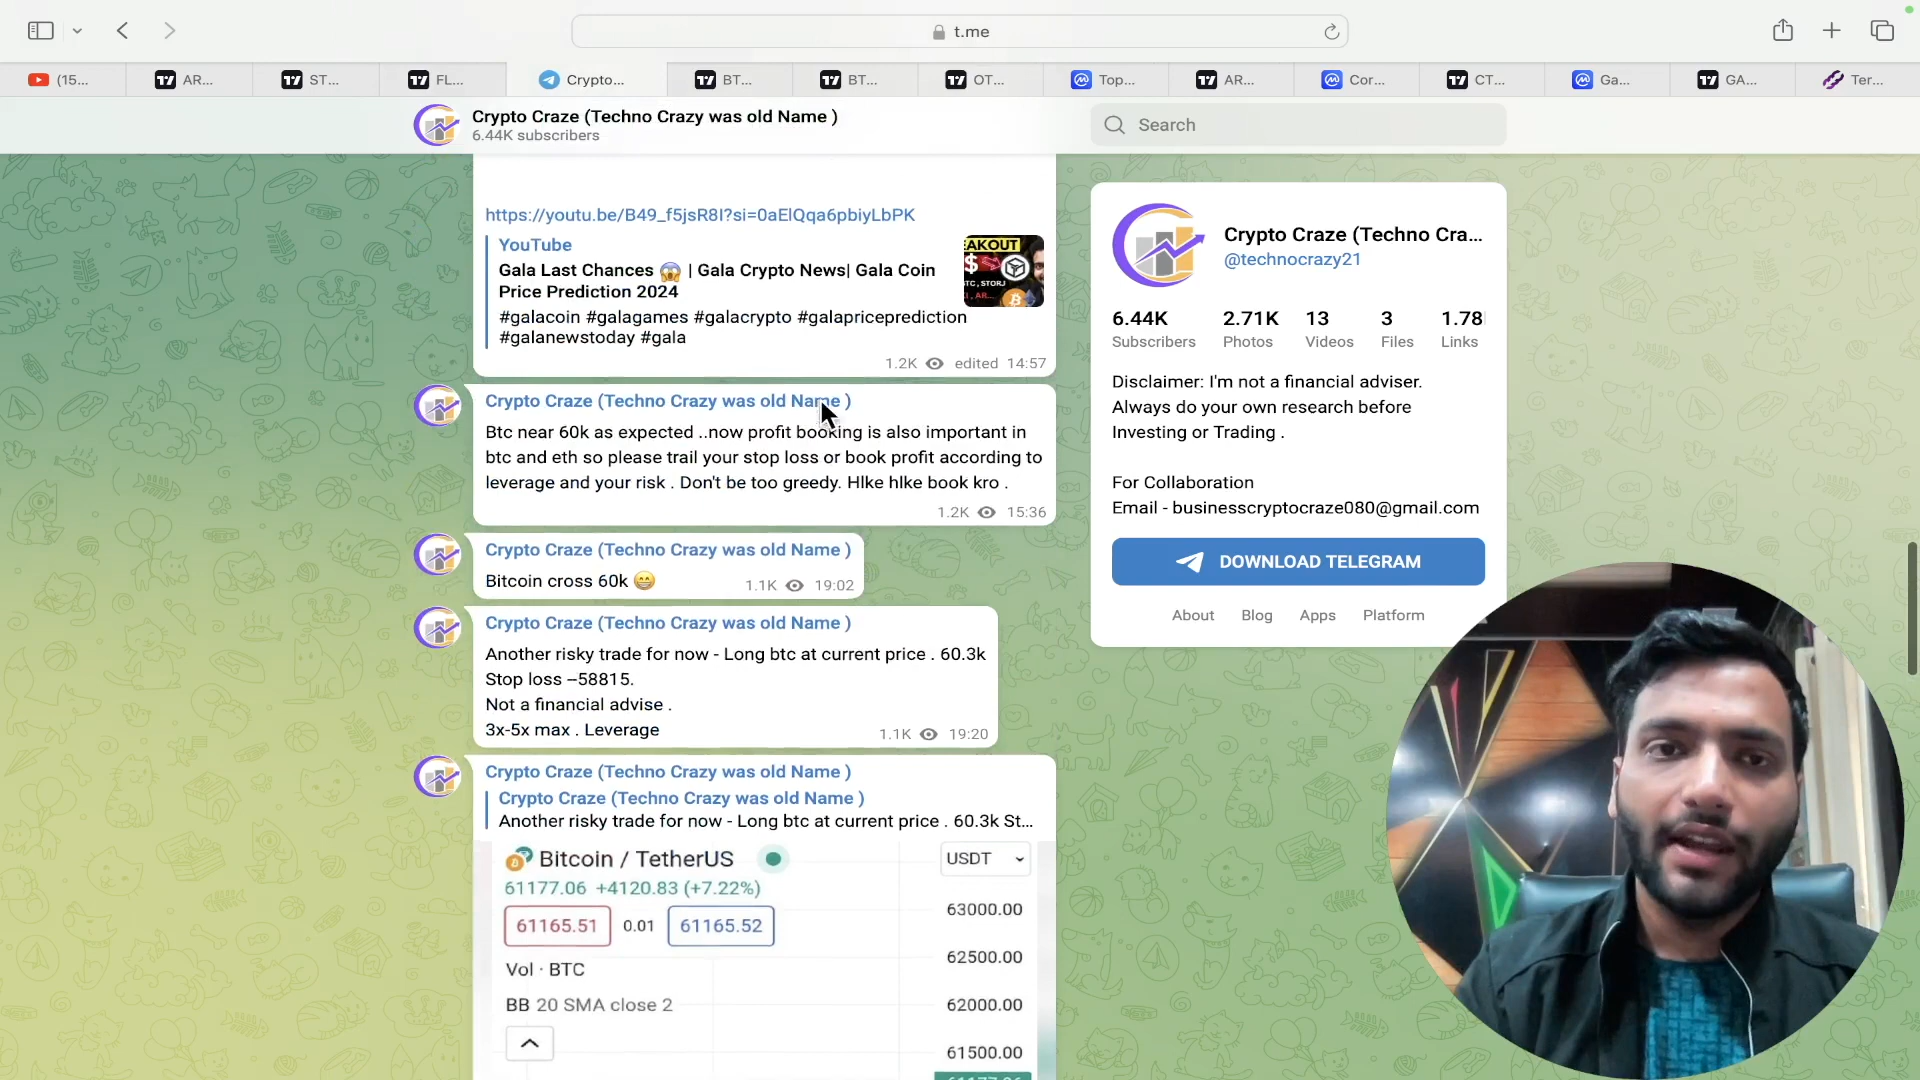 t.me
(15...
AR...
ST...
FL...
Crypto...
BT...
BT...
OT...
Top...
AR...
Cor...
CT...
Ga...
GA...
Ter...
Crypto Craze (Techno Crazy was old Name )
6.44K subscribers
Search
https://youtu.be/B49_f5jsR8I?si=0aElQqa6pbiyLbPK
YouTube
Gala Last Chances 😱 | Gala Crypto News| Gala Coin
Price Prediction 2024
#galacoin #galagames #galacrypto #galapriceprediction
#galanewstoday #gala
1.2K edited 14:57
Crypto Craze (Techno Crazy was old Name )
Btc near 60k as expected ..now profit booking is also important in
btc and eth so please trail your stop loss or book profit according to
leverage and your risk . Don't be too greedy. Hlke hlke book kro .
1.2K 15:36
Crypto Craze (Techno Crazy was old Name )
Bitcoin cross 60k 😁
1.1K 19:02
Crypto Craze (Techno Crazy was old Name )
Another risky trade for now - Long btc at current price . 60.3k
Stop loss –58815.
Not a financial advise .
3x-5x max . Leverage
1.1K 19:20
Crypto Craze (Techno Crazy was old Name )
Crypto Craze (Techno Crazy was old Name )
Another risky trade for now - Long btc at current price . 60.3k St...
Bitcoin / TetherUS
USDT
61177.06 +4120.83 (+7.22%)
61165.51 0.01 61165.52
Vol · BTC
BB 20 SMA close 2
63000.00
62500.00
62000.00
61500.00
Crypto Craze (Techno Cra...
@technocrazy21
6.44K 2.71K 13 3 1.78
Subscribers Photos Videos Files Links
Disclaimer: I'm not a financial adviser.
Always do your own research before
Investing or Trading .
For Collaboration
Email - businesscryptocraze080@gmail.com
DOWNLOAD TELEGRAM
About Blog Apps Platform